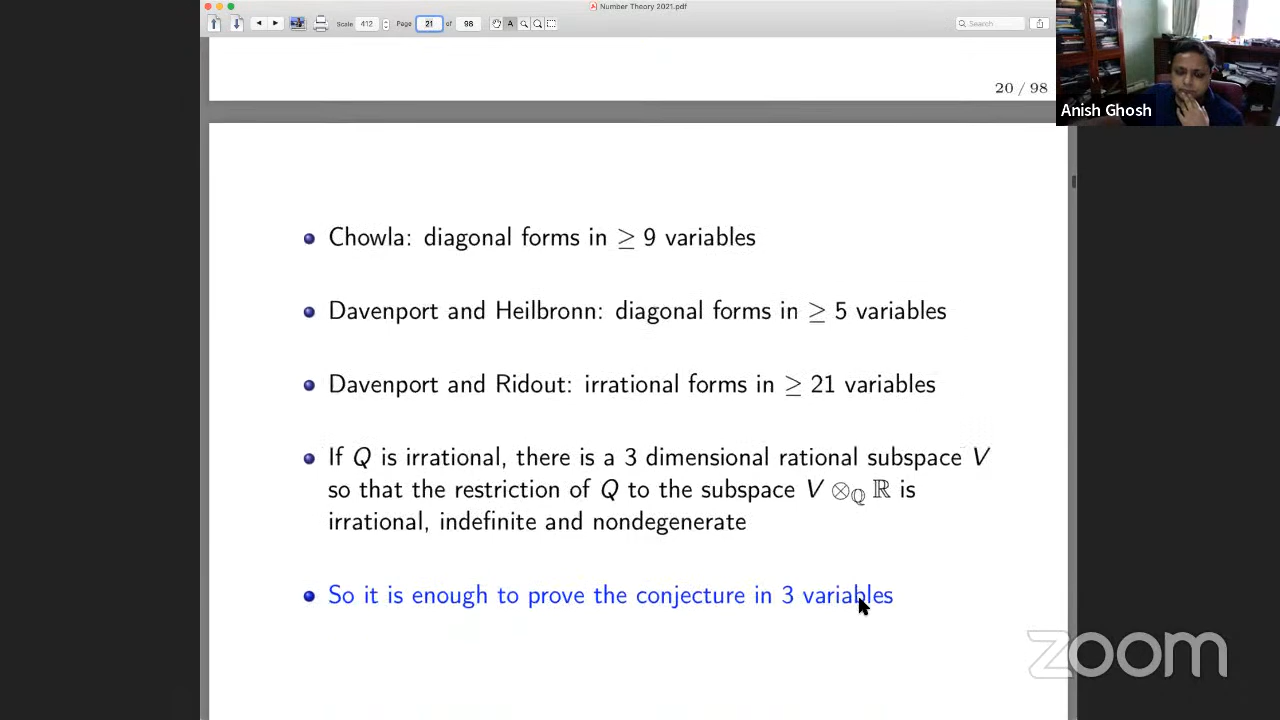 Number Theory 2021.pdf
Scale 412 Page 21 of 98 Search
Anish Ghosh
20 / 98
Chowla: diagonal forms in ≥ 9 variables
Davenport and Heilbronn: diagonal forms in ≥ 5 variables
Davenport and Ridout: irrational forms in ≥ 21 variables
If Q is irrational, there is a 3 dimensional rational subspace V
so that the restriction of Q to the subspace V ⊗ℚ ℝ is
irrational, indefinite and nondegenerate
So it is enough to prove the conjecture in 3 variables
zoom